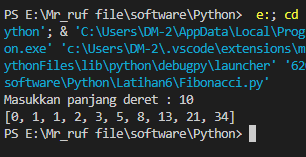 PS E:\Mr_ruf file\software\Python>  e:; cd
ython'; & 'C:\Users\DM-2\AppData\Local\Prog
on.exe' 'c:\Users\DM-2\.vscode\extensions\m
ythonFiles\lib\python\debugpy\launcher' '62
software\Python\Latihan6\Fibonacci.py'
Masukkan panjang deret : 10
[0, 1, 1, 2, 3, 5, 8, 13, 21, 34]
PS E:\Mr_ruf file\software\Python>